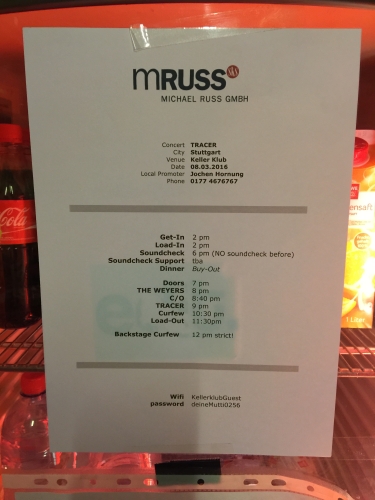 mRUSS
MICHAEL RUSS GMBH
Concert TRACER
City Stuttgart
Venue Keller Klub
Date 08.03.2016
Local Promoter Jochen Hornung
Phone 0177 4676767
Get-In 2 pm
Load-In 2 pm
Soundcheck 6 pm (NO soundcheck before)
Soundcheck Support tba
Dinner Buy-Out
Doors 7 pm
THE WEYERS 8 pm
C/O 8:40 pm
TRACER 9 pm
Curfew 10:30 pm
Load-Out 11:30pm
Backstage Curfew 12 pm strict!
Wifi KellerklubGuest
password deineMutti0256
Cola